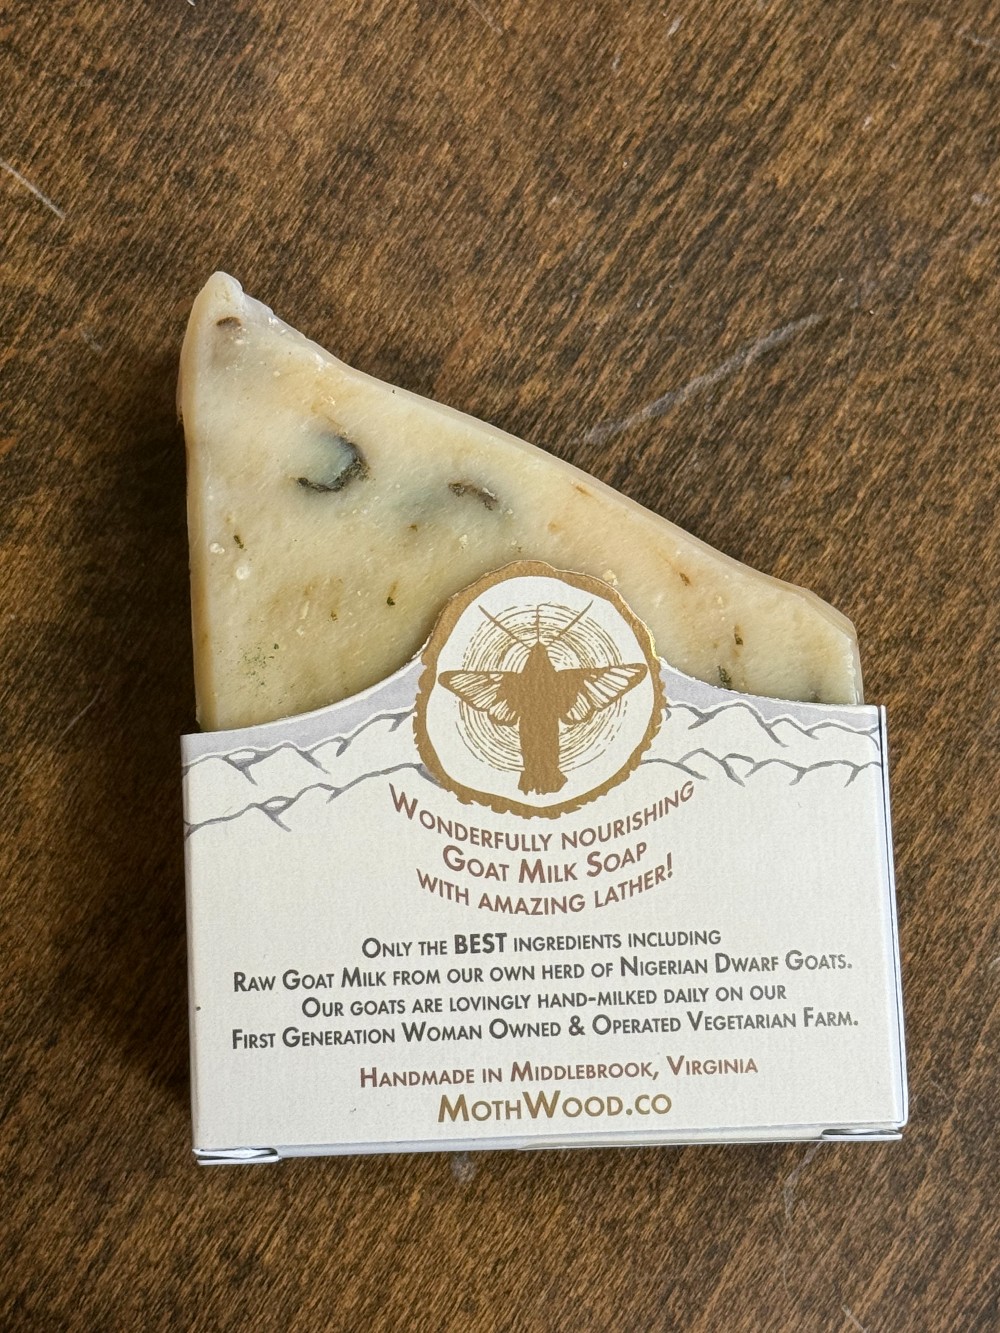 Wonderfully nourishing
Goat Milk Soap
with amazing lather!
Only the BEST ingredients including
Raw Goat Milk from our own herd of Nigerian Dwarf Goats.
Our goats are lovingly hand-milked daily on our
First Generation Woman Owned & Operated Vegetarian Farm.
Handmade in Middlebrook, Virginia
MothWood.co